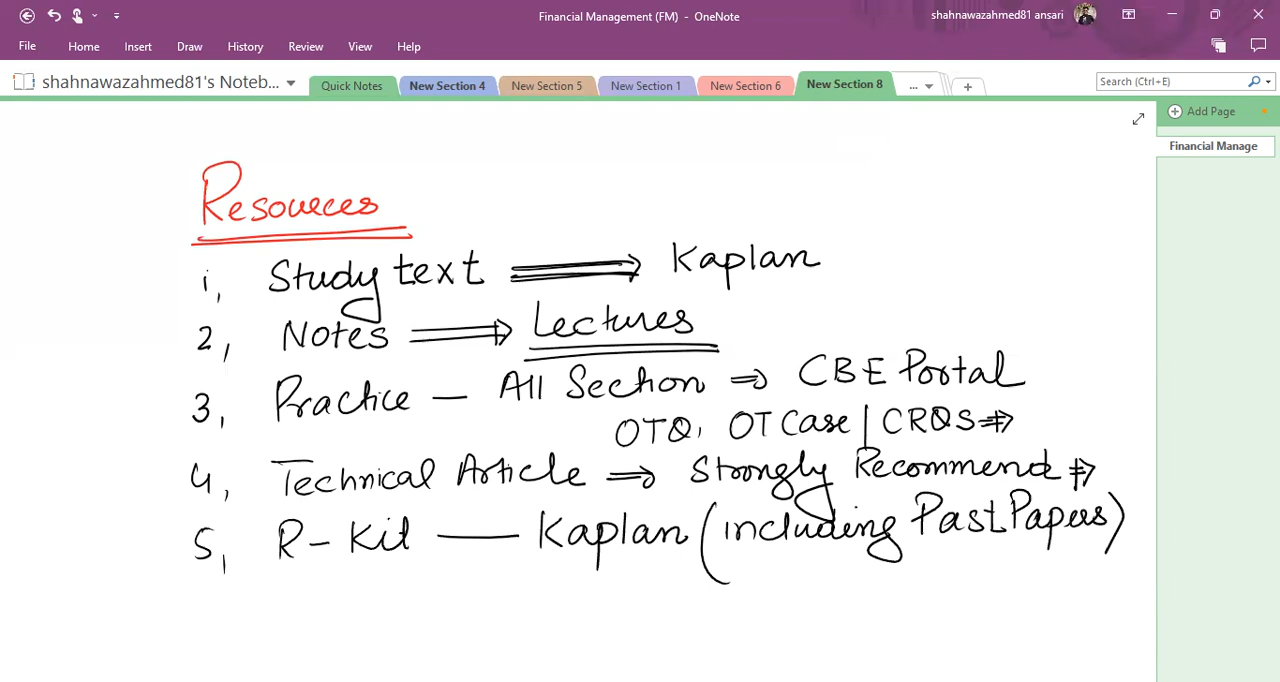 Financial Management (FM) - OneNote
shahnawazahmed81 ansari
File Home Insert Draw History Review View Help
shahnawazahmed81's Noteb...
Quick Notes New Section 4 New Section 5 New Section 1 New Section 6 New Section 8 ... +
Search (Ctrl+E)
Add Page
Financial Manage
Resources
1, Study text ⟹ Kaplan
2, Notes ⟹ Lectures
3, Practice — All Section ⇒ CBE Portal
OTQ, OT Case | CRQS ⇒
4, Technical Article ⇒ Strongly Recommend ⇒
5, R-Kit — Kaplan (including Past Papers)